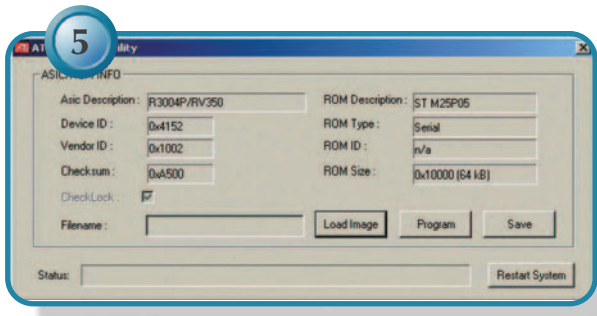 5
ASIC
INFO
Asic Description : R3004P/RV350 ROM Description : ST M25P05
Device ID : 0x4152 ROM Type : Serial
Vendor ID : 0x1002 ROM ID : n/a
Checksum : 0xA500 ROM Size : 0x10000 (64 kB)
CheckLock :
Filename : Load Image Program Save
Status: Restart System